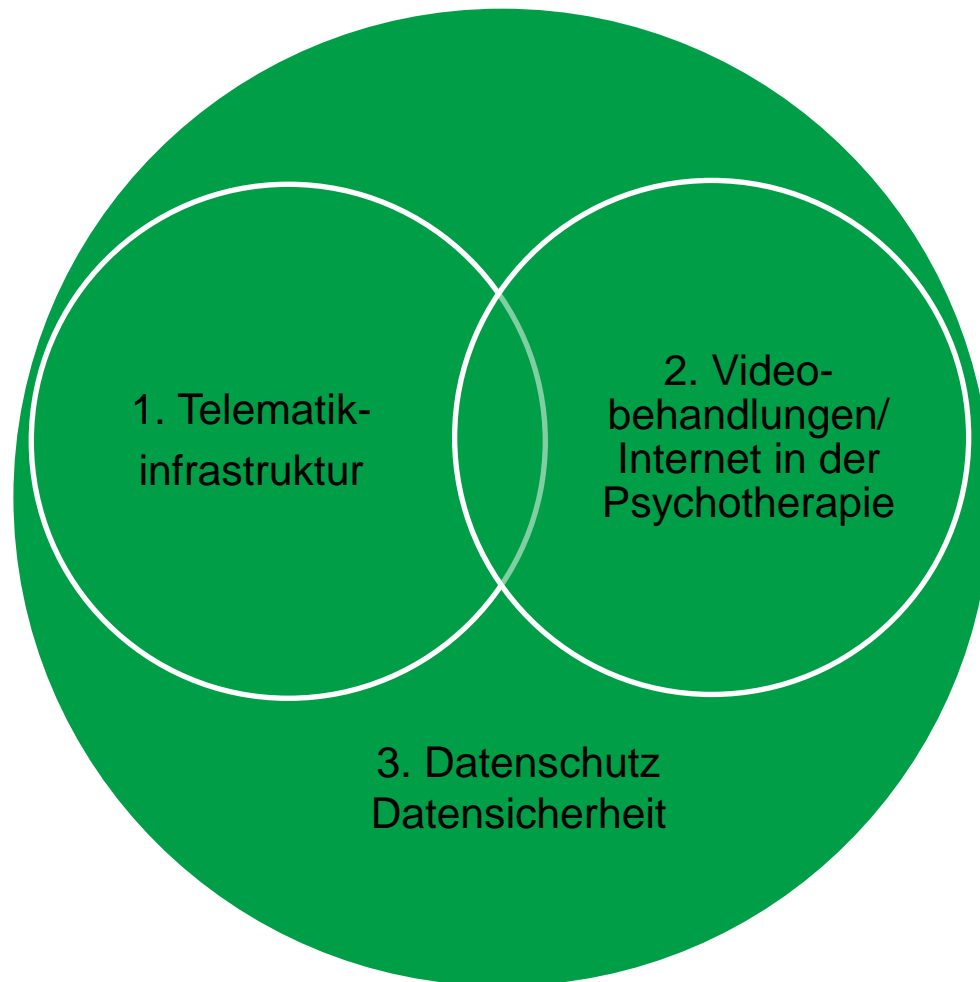 1. Telematik-
infrastruktur
2. Video-
behandlungen/
Internet in der
Psychotherapie
3. Datenschutz
Datensicherheit